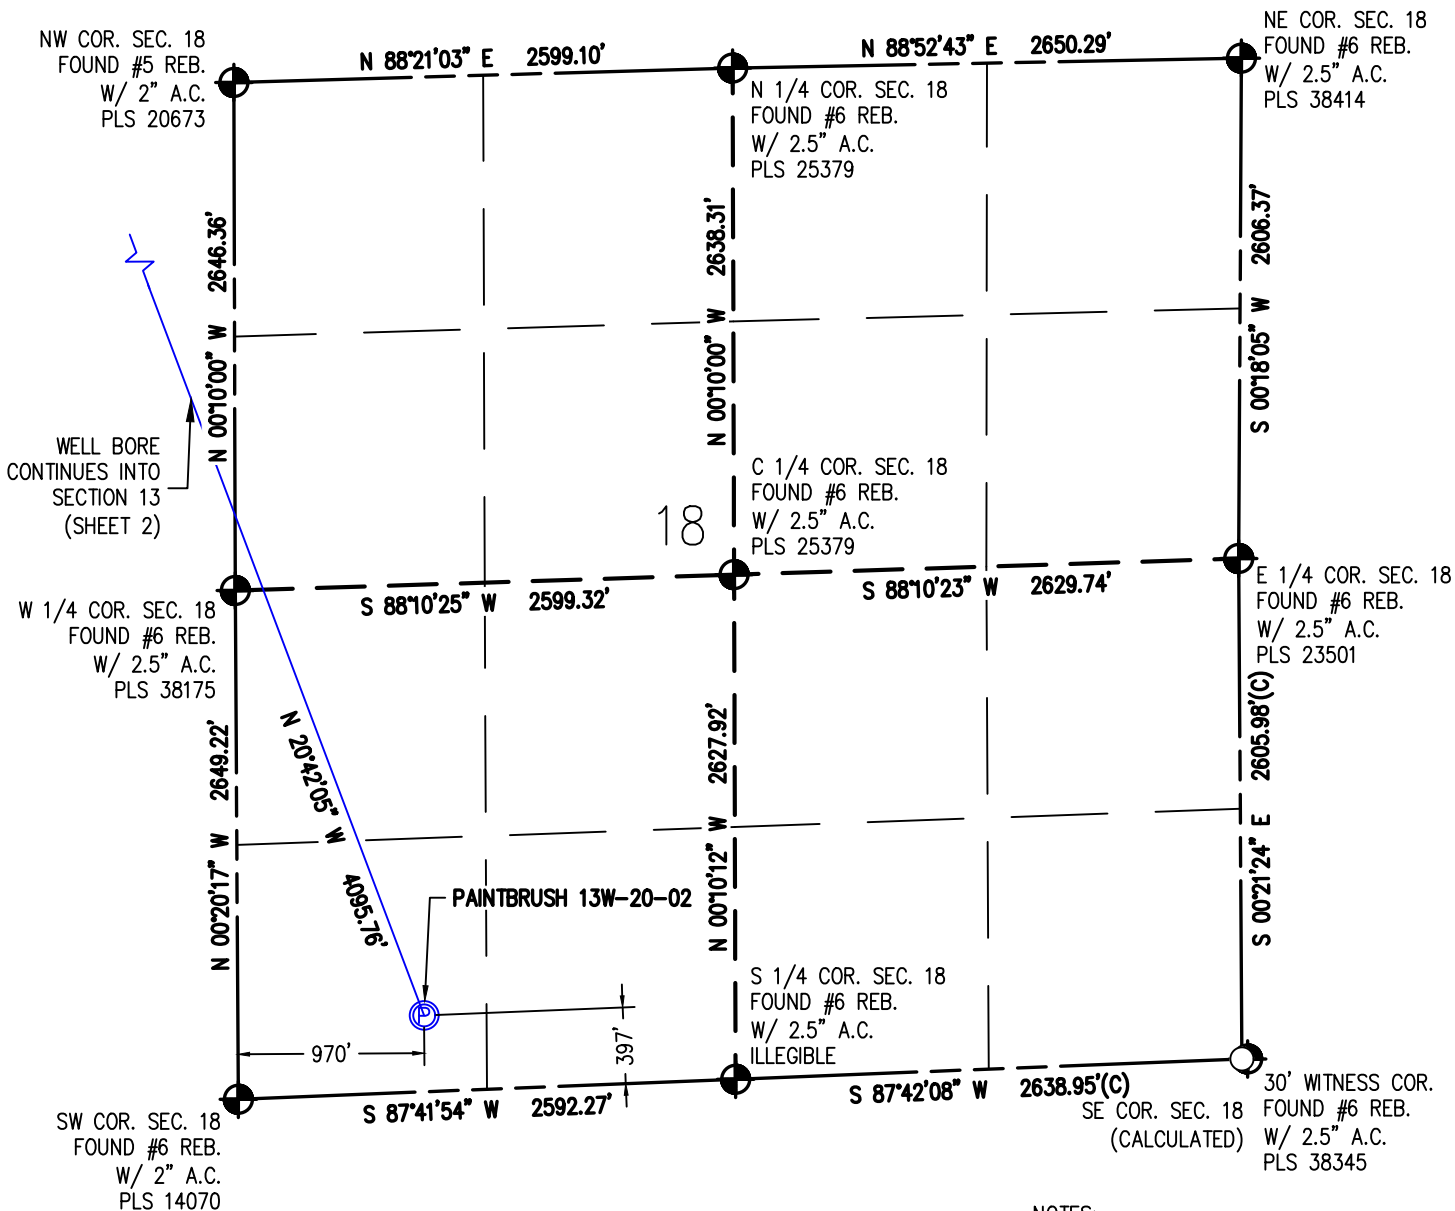 NW COR. SEC. 18
FOUND #5 REB.
W/ 2" A.C.
PLS 20673
N 88°21'03" E 2599.10'
N 88°52'43" E 2650.29'
NE COR. SEC. 18
FOUND #6 REB.
W/ 2.5" A.C.
PLS 38414
N 1/4 COR. SEC. 18
FOUND #6 REB.
W/ 2.5" A.C.
PLS 25379
N 00°10'00" W 2646.36'
N 00°10'00" W 2638.31'
S 00°18'05" W 2606.37'
WELL BORE
CONTINUES INTO
SECTION 13
(SHEET 2)
18
C 1/4 COR. SEC. 18
FOUND #6 REB.
W/ 2.5" A.C.
PLS 25379
W 1/4 COR. SEC. 18
FOUND #6 REB.
W/ 2.5" A.C.
PLS 38175
S 88°10'25" W 2599.32'
S 88°10'23" W 2629.74'
E 1/4 COR. SEC. 18
FOUND #6 REB.
W/ 2.5" A.C.
PLS 23501
N 00°20'17" W 2649.22'
N 20°42'05" W 4095.76'
N 00°10'12" W 2627.92'
S 00°21'24" E 2605.98'(C)
PAINTBRUSH 13W-20-02
P
970'
397'
S 1/4 COR. SEC. 18
FOUND #6 REB.
W/ 2.5" A.C.
ILLEGIBLE
SW COR. SEC. 18
FOUND #6 REB.
W/ 2" A.C.
PLS 14070
S 87°41'54" W 2592.27'
S 87°42'08" W 2638.95'(C)
SE COR. SEC. 18
(CALCULATED)
30' WITNESS COR.
FOUND #6 REB.
W/ 2.5" A.C.
PLS 38345
NOTES: